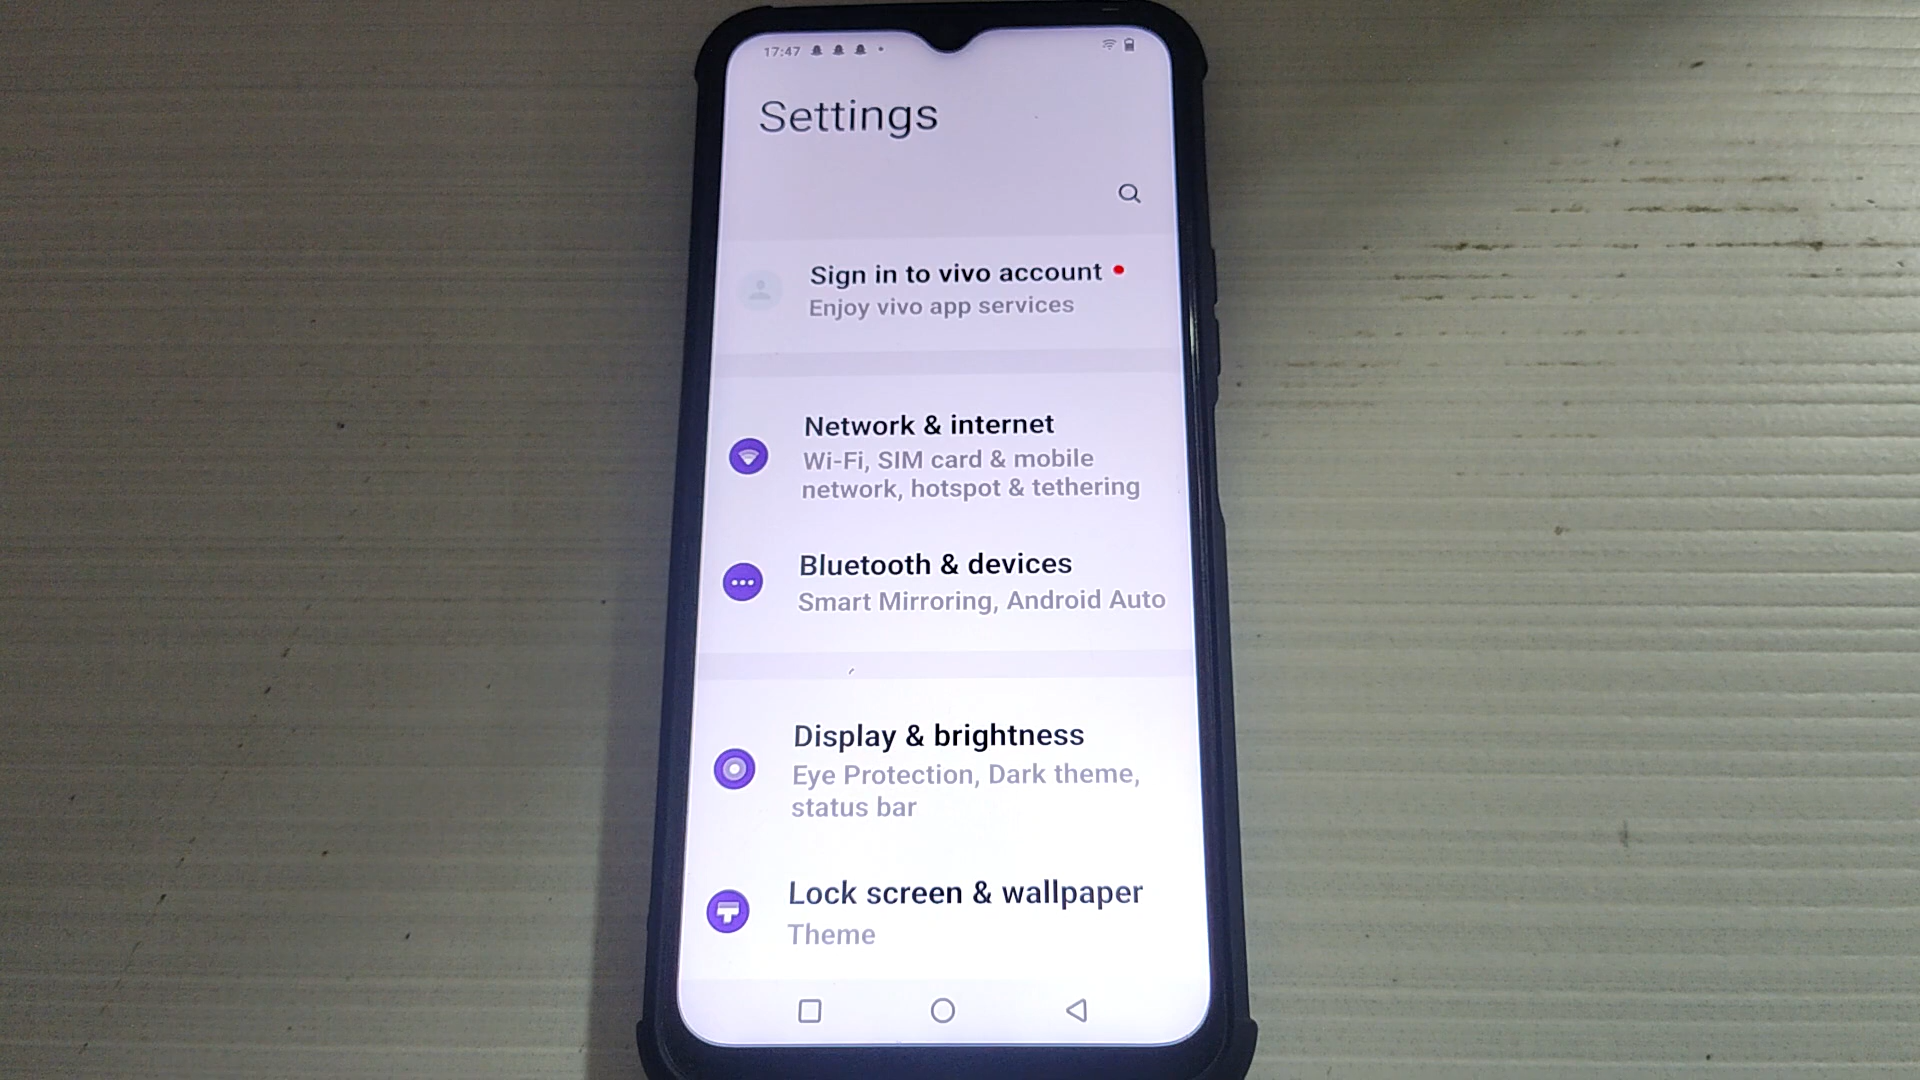 17:47
Settings
Sign in to vivo account
Enjoy vivo app services
Network & internet
Wi-Fi, SIM card & mobile
network, hotspot & tethering
Bluetooth & devices
Smart Mirroring, Android Auto
Display & brightness
Eye Protection, Dark theme,
status bar
Lock screen & wallpaper
Theme